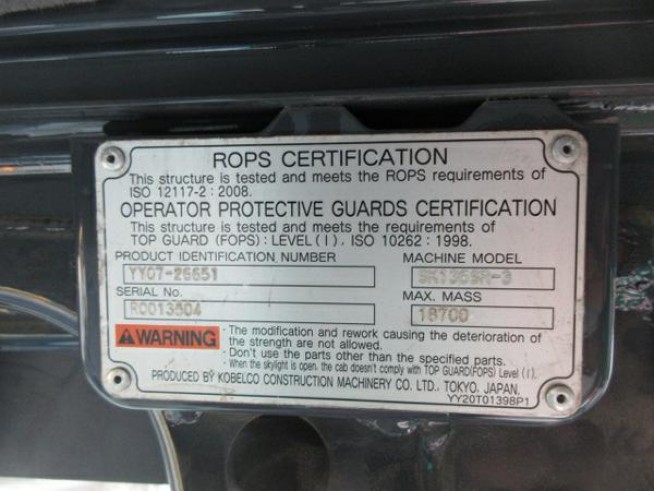 ROPS CERTIFICATION
This structure is tested and meets the ROPS requirements of
ISO 12117-2 : 2008.
OPERATOR PROTECTIVE GUARDS CERTIFICATION
This structure is tested and meets the requirements of
TOP GUARD (FOPS) : LEVEL ( I ) . ISO 10262 : 1998.
PRODUCT IDENTIFICATION NUMBER
YY07-26651
MACHINE MODEL
SK135SR-3
SERIAL No.
RC013504
MAX. MASS
18700
WARNING
· The modification and rework causing the deterioration of
the strength are not allowed.
· Don't use the parts other than the specified parts.
· When the skylight is open, the cab doesn't comply with TOP GUARD(FOPS) Level ( I ).
PRODUCED BY KOBELCO CONSTRUCTION MACHINERY CO. LTD. TOKYO. JAPAN.
YY20T01398P1